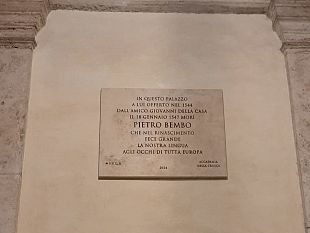 IN QUESTO PALAZZO
A LUI OFFERTO NEL 1544
DALL'AMICO GIOVANNI DELLA CASA
IL 18 GENNAIO 1547 MORÌ
PIETRO BEMBO
CHE NEL RINASCIMENTO
FECE GRANDE
LA NOSTRA LINGUA
AGLI OCCHI DI TUTTA EUROPA
2024
ACCADEMIA
DELLA CRUSCA